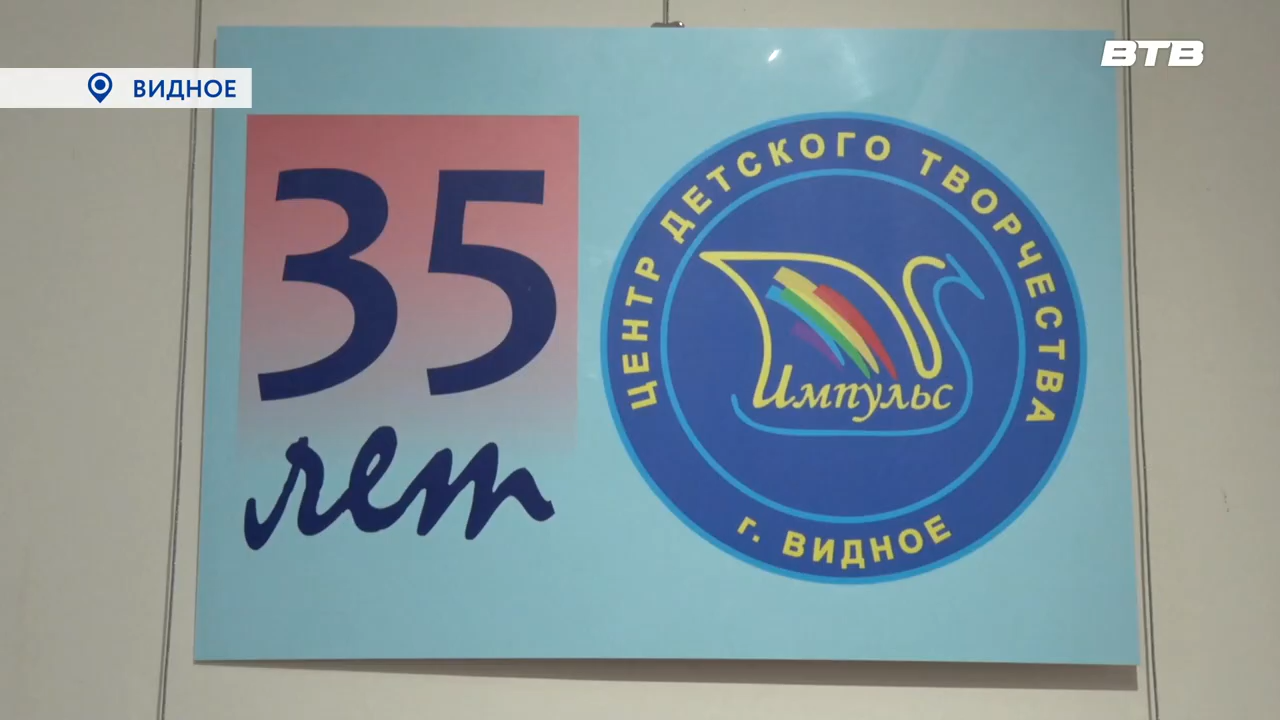 ВИДНОЕ
ВТВ
35
лет
ЦЕНТР ДЕТСКОГО ТВОРЧЕСТВА
Импульс
г. ВИДНОЕ